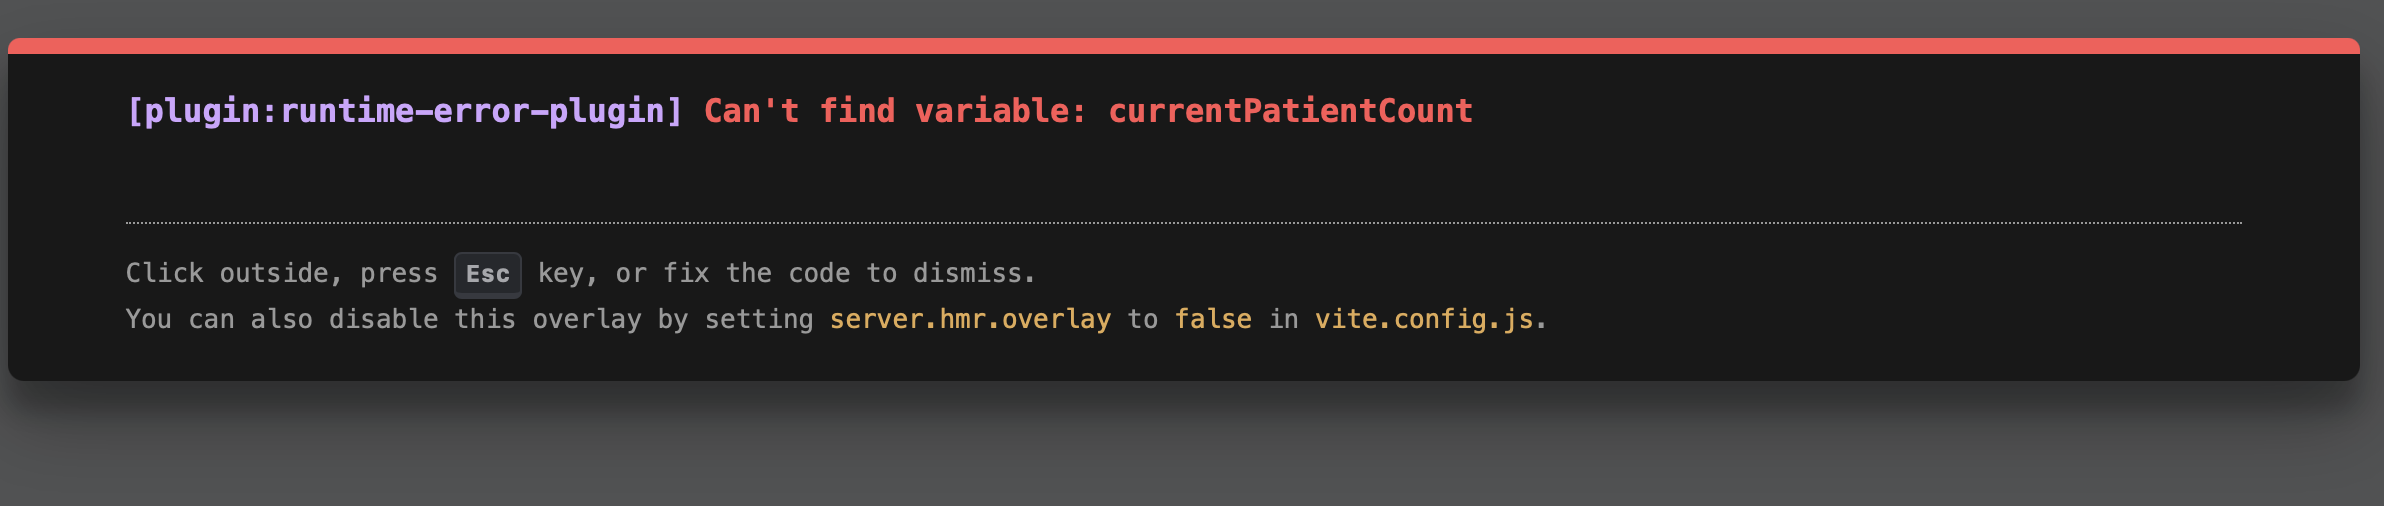 [plugin:runtime-error-plugin] Can't find variable: currentPatientCount
Click outside, press Esc key, or fix the code to dismiss.
You can also disable this overlay by setting server.hmr.overlay to false in vite.config.js.